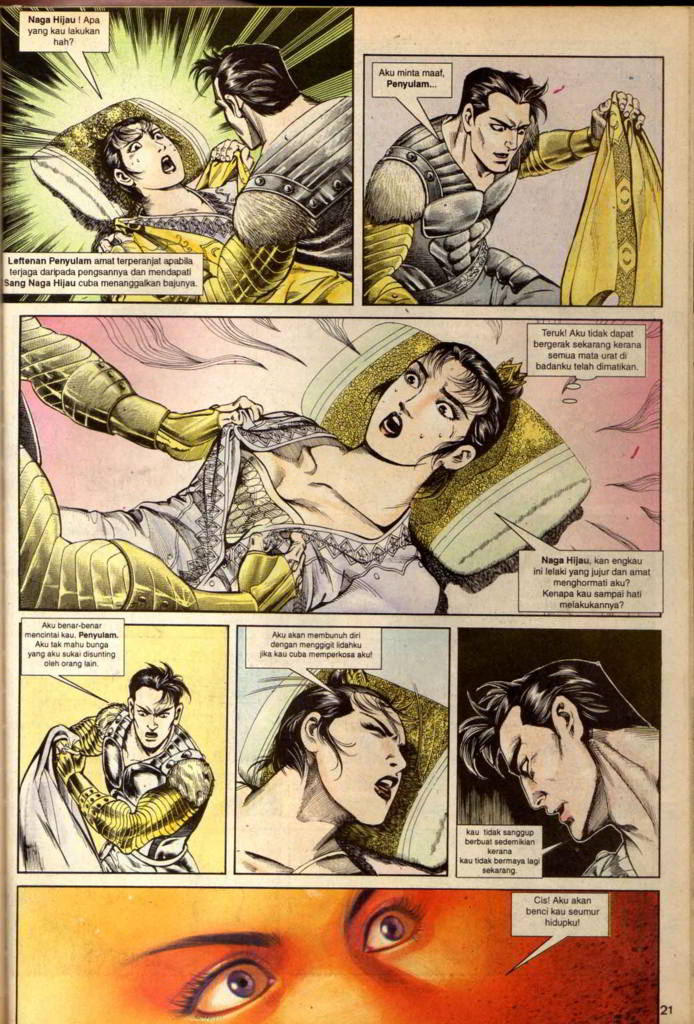 Naga Hijau ! Apa
yang kau lakukan
hah?
Leftenan Penyulam amat terperanjat apabila
terjaga daripada pengsannya dan mendapati
Sang Naga Hijau cuba menanggalkan bajunya.
Aku minta maaf,
Penyulam...
Teruk! Aku tidak dapat
bergerak sekarang kerana
semua mata urat di
badanku telah dimatikan.
Naga Hijau, kan engkau
ini lelaki yang jujur dan amat
menghormati aku?
Kenapa kau sampai hati
melakukannya?
Aku benar-benar
mencintai kau, Penyulam.
Aku tak mahu bunga
yang aku sukai disunting
oleh orang lain.
Aku akan membunuh diri
dengan menggigit lidahku
jika kau cuba memperkosa aku!
kau tidak sanggup
berbuat sedemikian
kerana
kau tidak bermaya lagi
sekarang.
Cis! Aku akan
benci kau seumur
hidupku!
21